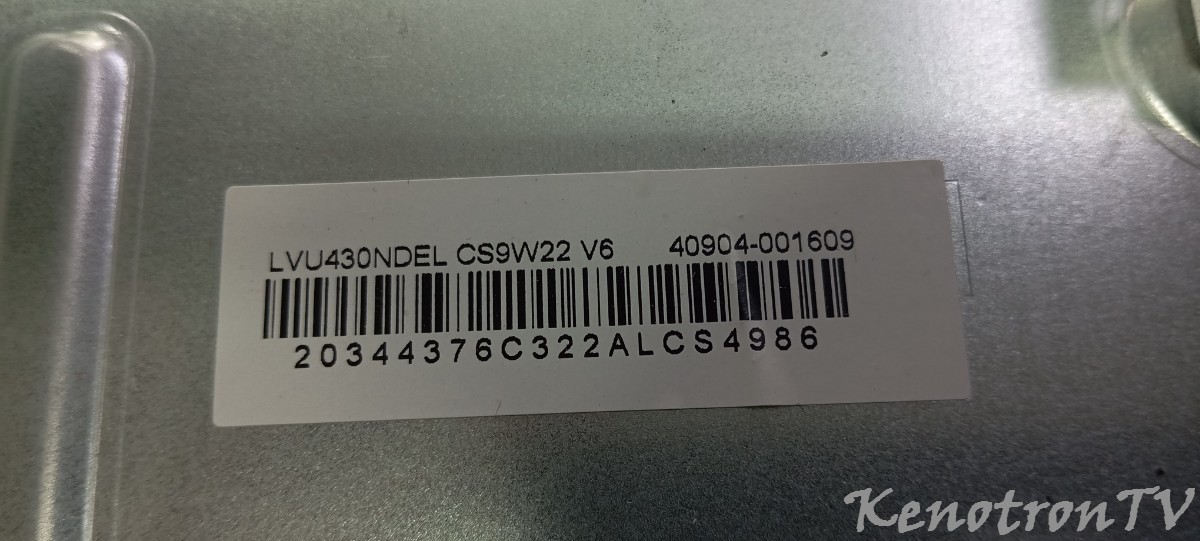 LVU430NDEL CS9W22 V6 40904-001609
20344376C322ALCS4986
KenotronTV